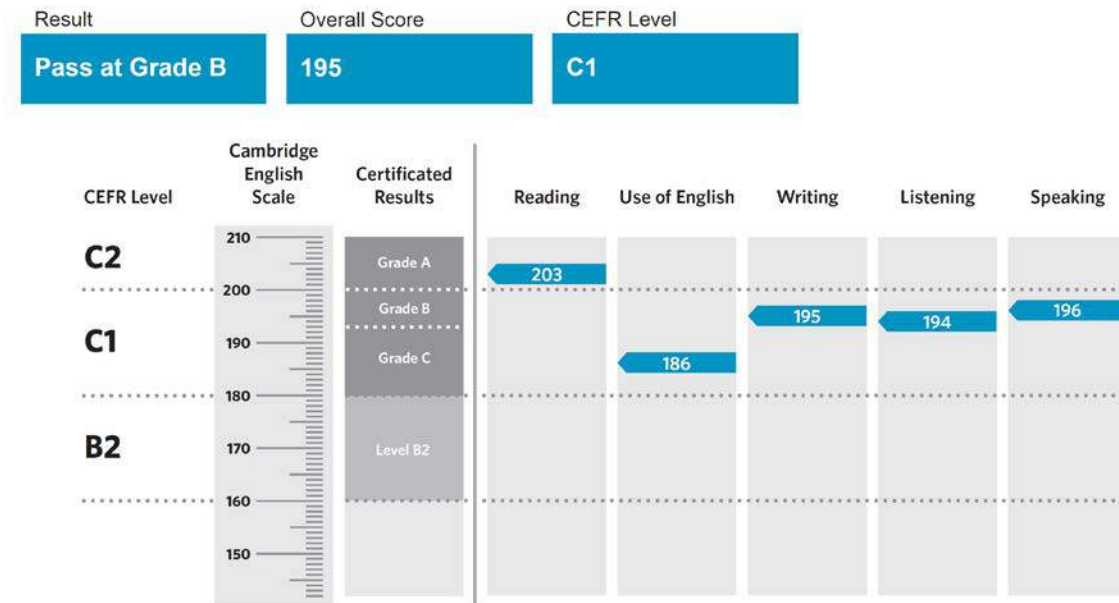 Result Overall Score CEFR Level
Pass at Grade B 195 C1
Cambridge
English
Scale
Certificated
Results
CEFR Level Reading Use of English Writing Listening Speaking
210
C2
Grade A
203
200
Grade B
195 194 196
C1
190
Grade C
186
180
B2
170
Level B2
160
150